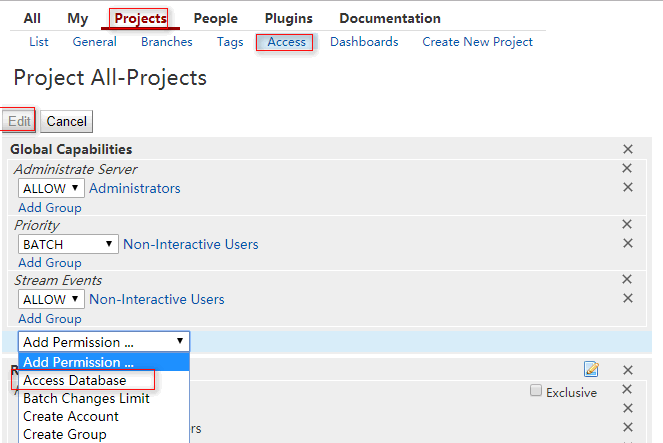 All My Projects People Plugins Documentation
List General Branches Tags Access Dashboards Create New Project
Project All-Projects
Edit Cancel
Global Capabilities
Administrate Server
ALLOW Administrators
Add Group
Priority
BATCH Non-Interactive Users
Add Group
Stream Events
ALLOW Non-Interactive Users
Add Group
Add Permission ...
Add Permission ...
Access Database
Exclusive
Batch Changes Limit
Create Account
Create Group